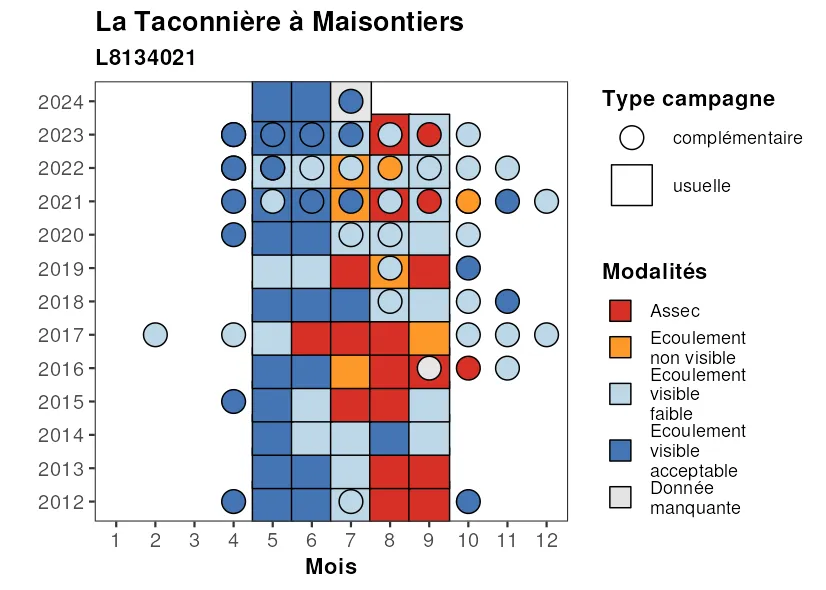 La Taconnière à Maisontiers
L8134021
2024
2023
2022
2021
2020
2019
2018
2017
2016
2015
2014
2013
2012
1 2 3 4 5 6 7 8 9 10 11 12
Mois
Type campagne
complémentaire
usuelle
Modalités
Assec
Ecoulement
non visible
Ecoulement
visible
faible
Ecoulement
visible
acceptable
Donnée
manquante